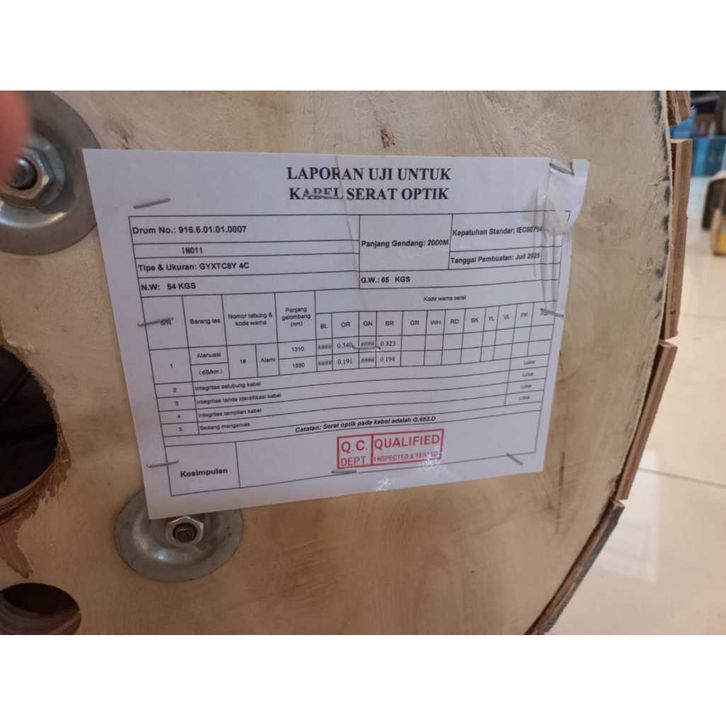 LAPORAN UJI UNTUK
KABEL SERAT OPTIK
Drum No.: 916.6.01.01.0007
IN011
Panjang Gendang: 2000M
Kepatuhan Standar: IEC60794
Tipe & Ukuran: GYXTC8Y 4C
Tanggal Pembuatan: Juli 2025
N.W: 54 KGS
G.W.: 65 KGS
S/N
Barang tes
Nomor tabung & kode warna
Panjang gelombang (nm)
Kode warna serat
BL OR GN BR GR WH RD BK YL VL PK
1
Atenuasi
(dB/km)
1#
Alami
1310 #### 0.340 #### 0.323
1550 #### 0.191 #### 0.194
2 Integritas selubung kabel Lulus
3 Integritas tanda identifikasi kabel Lulus
4 Integritas tampilan kabel Lulus
5 Sedang mengemas Lulus
Catatan: Serat optik pada kabel adalah G.652.D
Kesimpulan
Q.C. DEPT
QUALIFIED
INSPECTED & TESTED